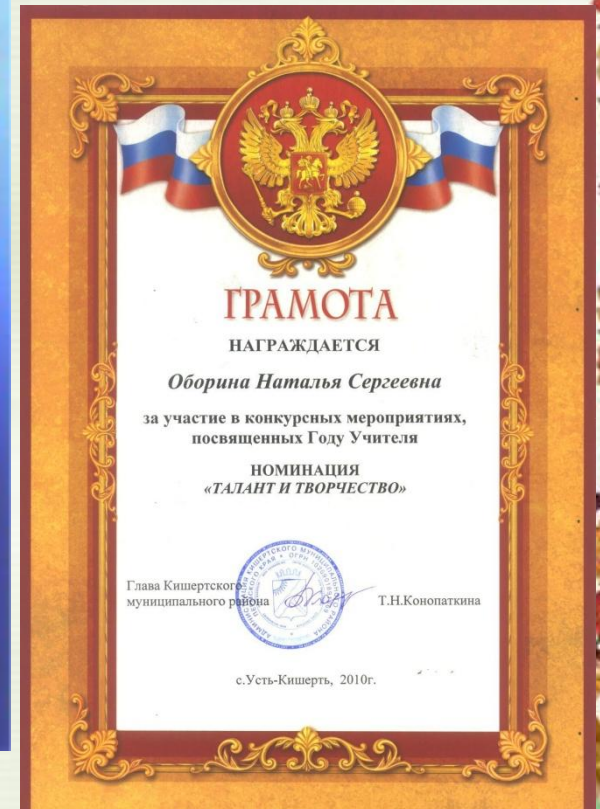 ГРАМОТА
НАГРАЖДАЕТСЯ
Оборина Наталья Сергеевна
за участие в конкурсных мероприятиях,
посвященных Году Учителя
НОМИНАЦИЯ
«ТАЛАНТ И ТВОРЧЕСТВО»
Глава Кишертского
муниципального района
Т.Н.Конопаткина
с.Усть-Кишерть, 2010г.